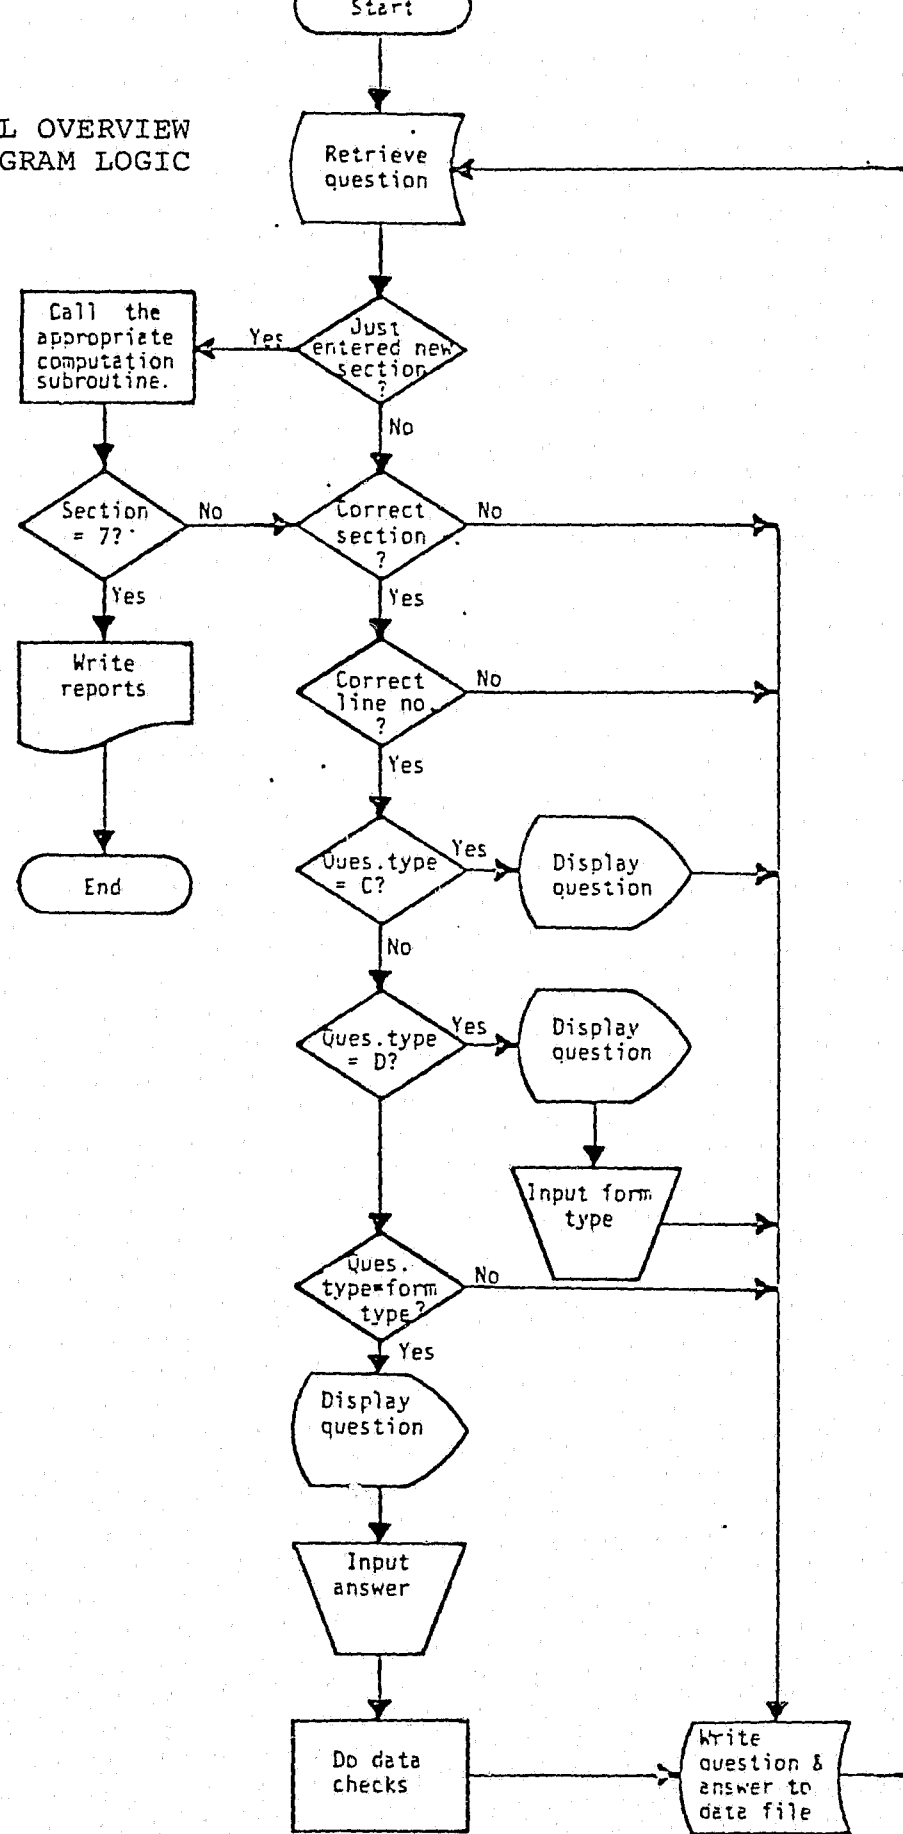 Start
L OVERVIEW
GRAM LOGIC
Retrieve
question
Call the
appropriate
computation
subroutine.
Yes
Just
entered new
section
?
No
Section
= 7?
No
Correct
section
?
No
Yes
Yes
Write
reports
Correct
line no.
?
No
Yes
End
Ques.type
= C?
Yes
Display
question
No
Ques.type
= D?
Yes
Display
question
Input form
type
Ques.
type=form
type?
No
Yes
Display
question
Input
answer
Do data
checks
Write
question &
answer to
data file